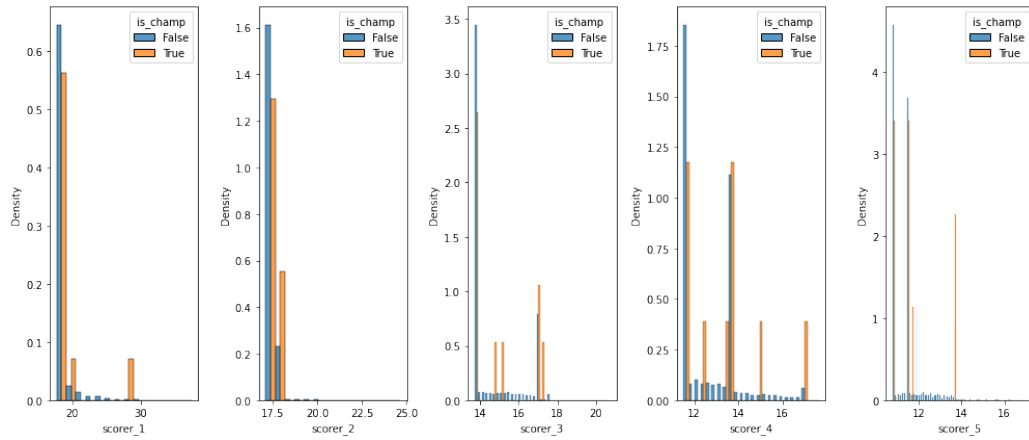 is_champ
False
True
Density
0.6
0.5
0.4
0.3
0.2
0.1
0.0
20
30
scorer_1
is_champ
False
True
Density
1.6
1.4
1.2
1.0
0.8
0.6
0.4
0.2
0.0
17.5
20.0
22.5
25.0
scorer_2
is_champ
False
True
Density
3.5
3.0
2.5
2.0
1.5
1.0
0.5
0.0
14
16
18
20
scorer_3
is_champ
False
True
Density
1.75
1.50
1.25
1.00
0.75
0.50
0.25
0.00
12
14
16
scorer_4
is_champ
False
True
Density
4
3
2
1
0
12
14
16
scorer_5